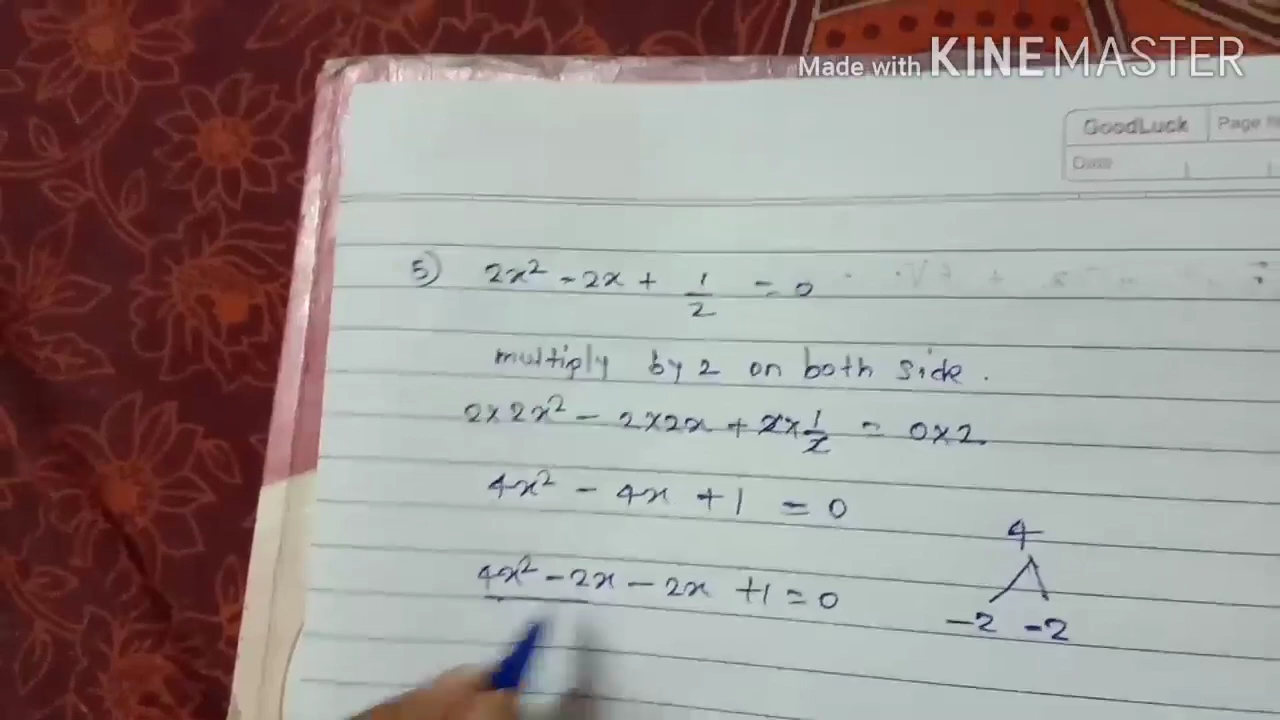 Made with KINEMASTER
GoodLuck Page
Date
5) 2x² - 2x + 1/2 = 0
multiply by 2 on both side.
2×2x² - 2×2x + 2×1/2 = 0×2
4x² - 4x + 1 = 0
4
-2 -2
4x² - 2x - 2x + 1 = 0